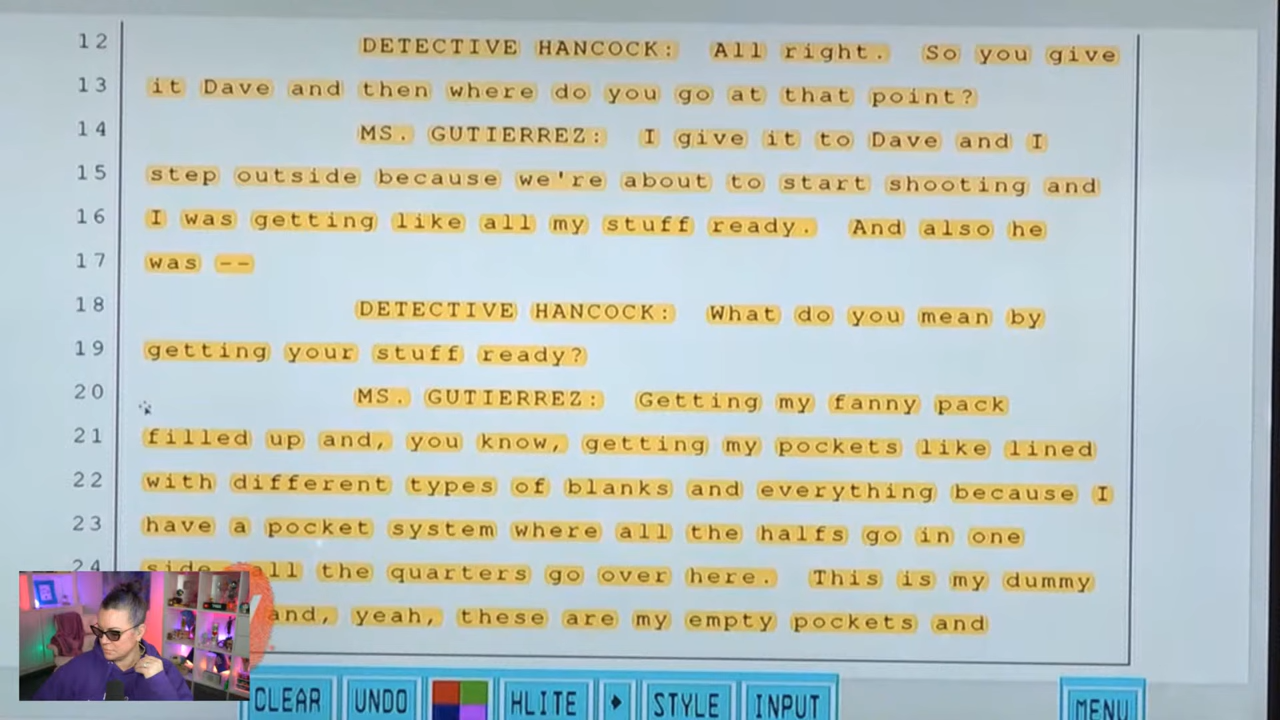 12 DETECTIVE HANCOCK: All right. So you give
13 it Dave and then where do you go at that point?
14 MS. GUTIERREZ: I give it to Dave and I
15 step outside because we're about to start shooting and
16 I was getting like all my stuff ready. And also he
17 was --
18 DETECTIVE HANCOCK: What do you mean by
19 getting your stuff ready?
20 MS. GUTIERREZ: Getting my fanny pack
21 filled up and, you know, getting my pockets like lined
22 with different types of blanks and everything because I
23 have a pocket system where all the halfs go in one
24 side all the quarters go over here. This is my dummy
and, yeah, these are my empty pockets and
CLEAR UNDO HLITE STYLE INPUT MENU